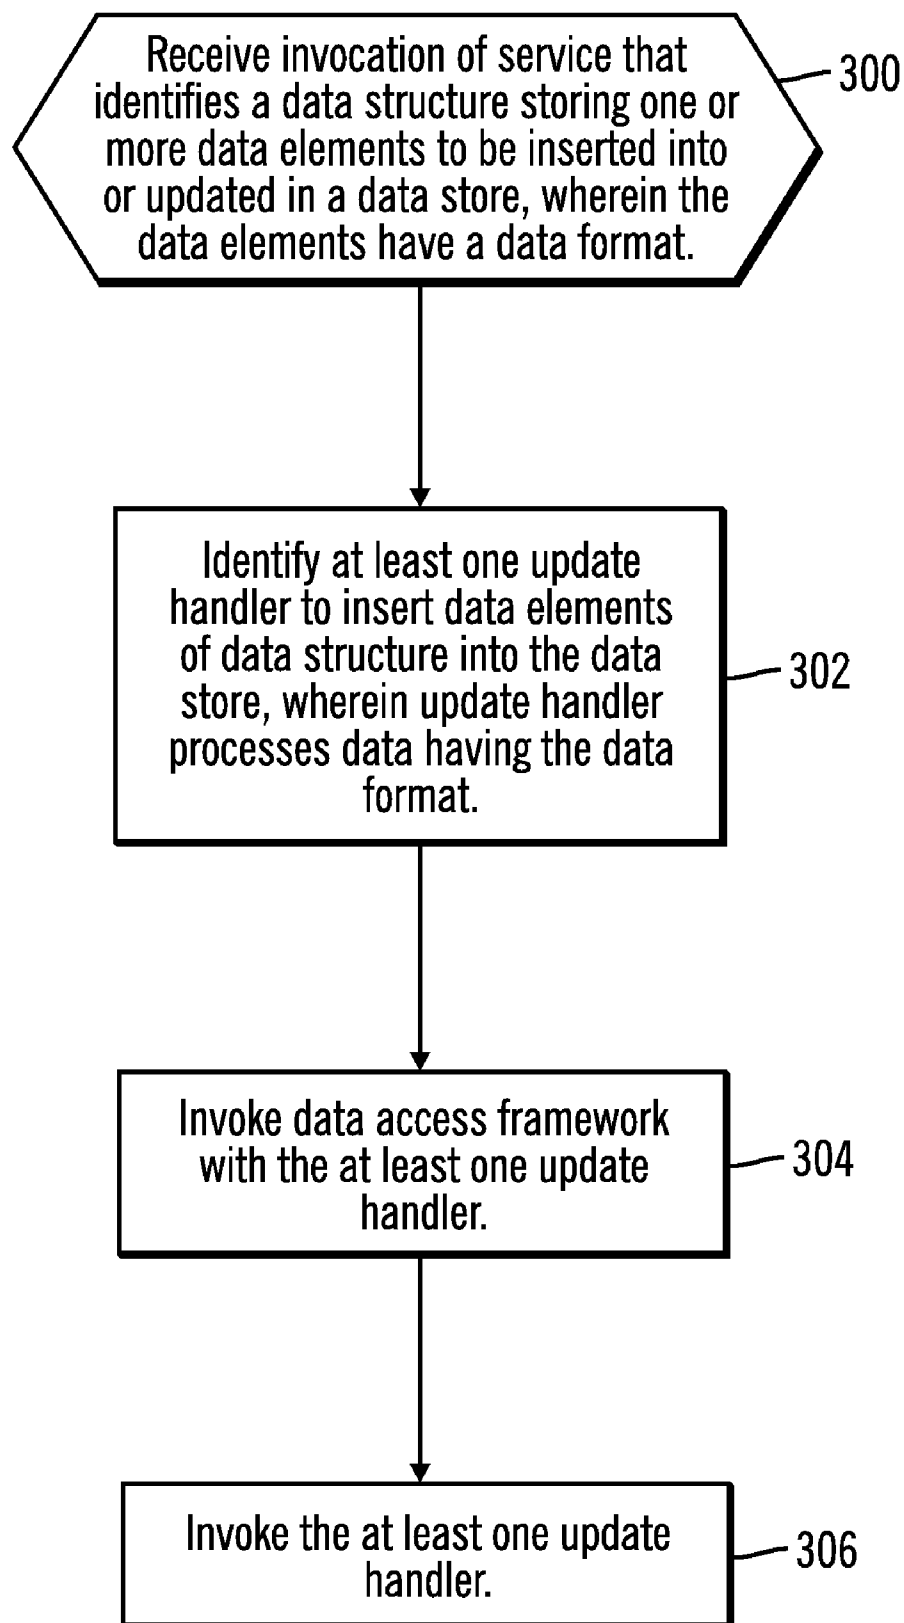 Receive invocation of service that
identifies a data structure storing one or
more data elements to be inserted into
or updated in a data store, wherein the
data elements have a data format.
300
Identify at least one update
handler to insert data elements
of data structure into the data
store, wherein update handler
processes data having the data
format.
302
Invoke data access framework
with the at least one update
handler.
304
Invoke the at least one update
handler.
306